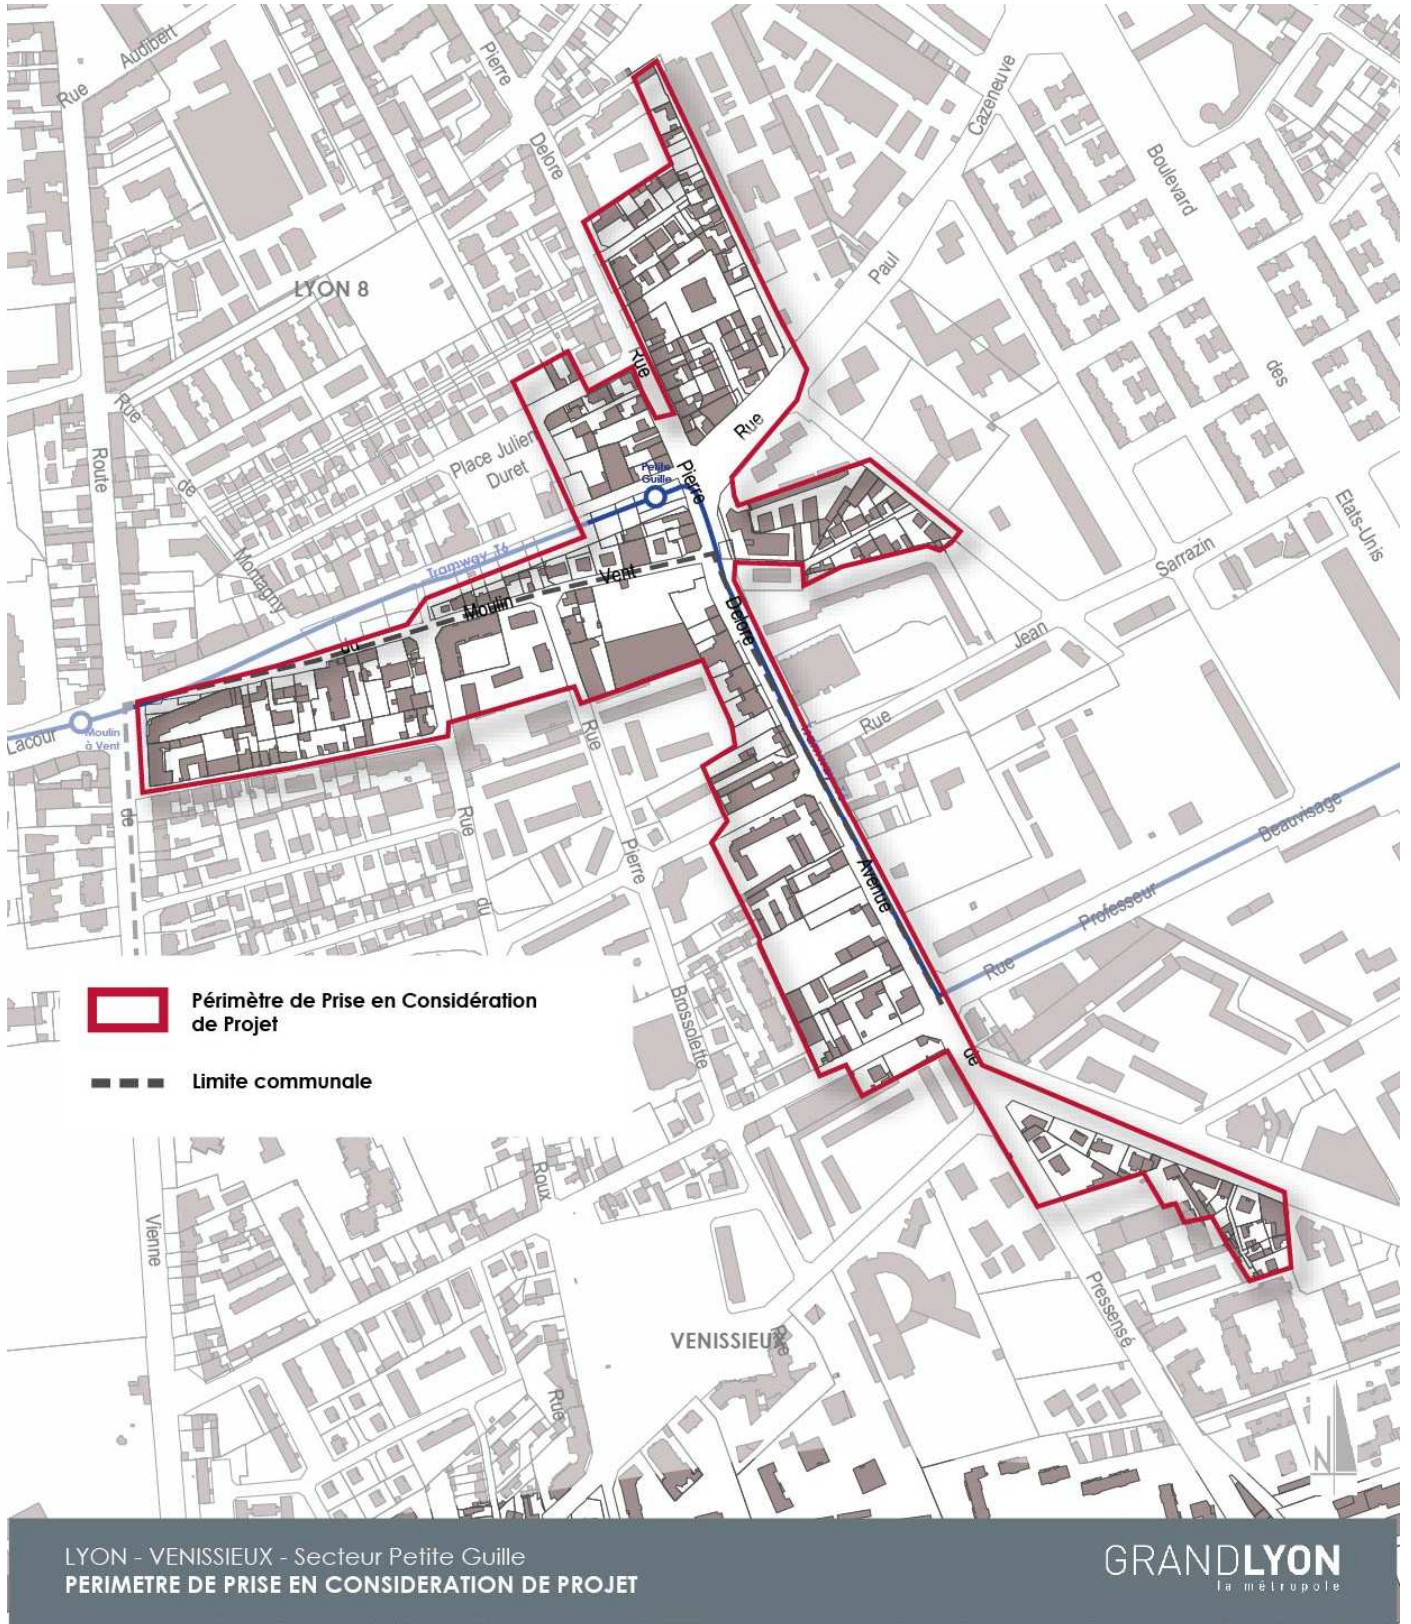 Rue
Audibert
Pierre
Delore
Cazeneuve
Boulevard
Paul
LYON 8
des
Rue
Rue
Rue
Place Julien
Duret
Route
de
Petite
Guille
Pierre
Etats-Unis
Sarrazin
Montagny
Tramway T6
Vent
Moulin
du
Delore
Jean
Rue
Lacour
Moulin
à Vent
Rue
de
Rue
Pierre
Beauvisage
Avenue
Professeur
du
Rue
Brossolette
Périmètre de Prise en Considération
de Projet
Limite communale
de
Roux
Vienne
Pressensé
VENISSIEUX
Rue
Rue
N
LYON - VENISSIEUX - Secteur Petite Guille
PERIMETRE DE PRISE EN CONSIDERATION DE PROJET
GRANDLYON
la métropole